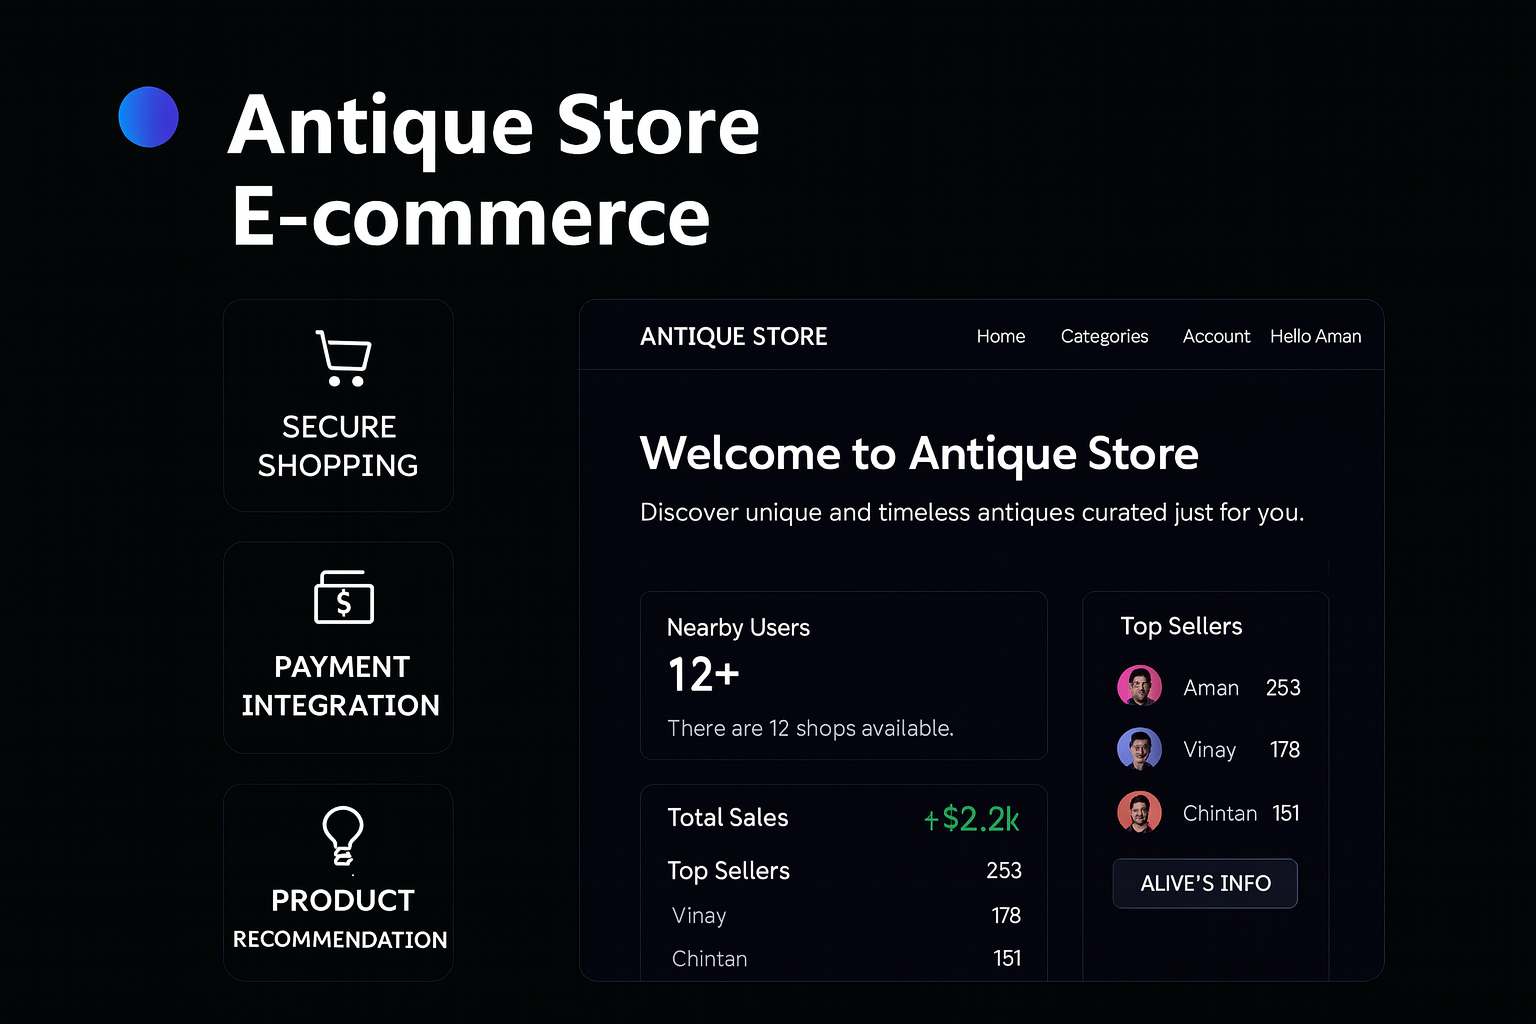 Antique Store
E-commerce
SECURE
SHOPPING
PAYMENT
INTEGRATION
PRODUCT
RECOMMENDATION
ANTIQUE STORE Home Categories Account Hello Aman
Welcome to Antique Store
Discover unique and timeless antiques curated just for you.
Nearby Users
12+
There are 12 shops available.
Total Sales +$2.2k
Top Sellers 253
Vinay 178
Chintan 151
Top Sellers
Aman 253
Vinay 178
Chintan 151
ALIVE'S INFO